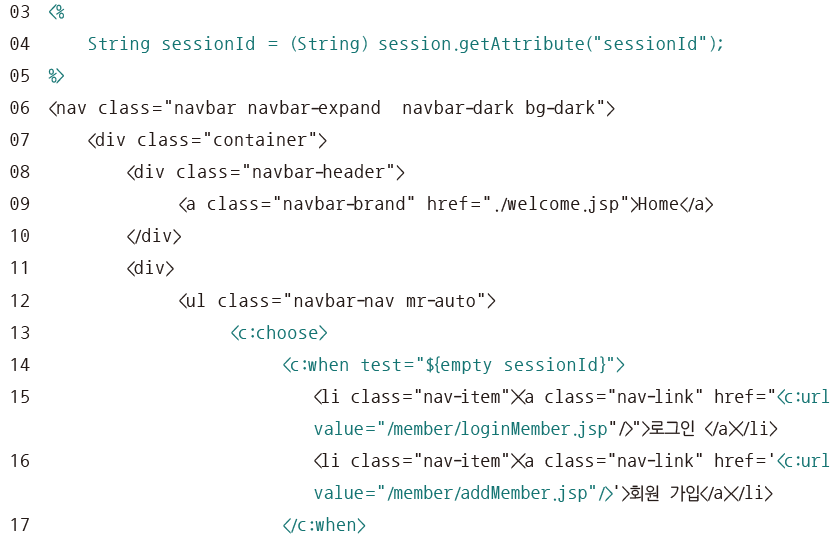 03 <%
04 String sessionId = (String) session.getAttribute("sessionId");
05 %>
06 <nav class="navbar navbar-expand  navbar-dark bg-dark">
07 <div class="container">
08 <div class="navbar-header">
09 <a class="navbar-brand" href="./welcome.jsp">Home</a>
10 </div>
11 <div>
12 <ul class="navbar-nav mr-auto">
13 <c:choose>
14 <c:when test="${empty sessionId}">
15 <li class="nav-item"><a class="nav-link" href="<c:url
value="/member/loginMember.jsp"/>">로그인 </a></li>
16 <li class="nav-item"><a class="nav-link" href='<c:url
value="/member/addMember.jsp"/>'>회원 가입</a></li>
17 </c:when>